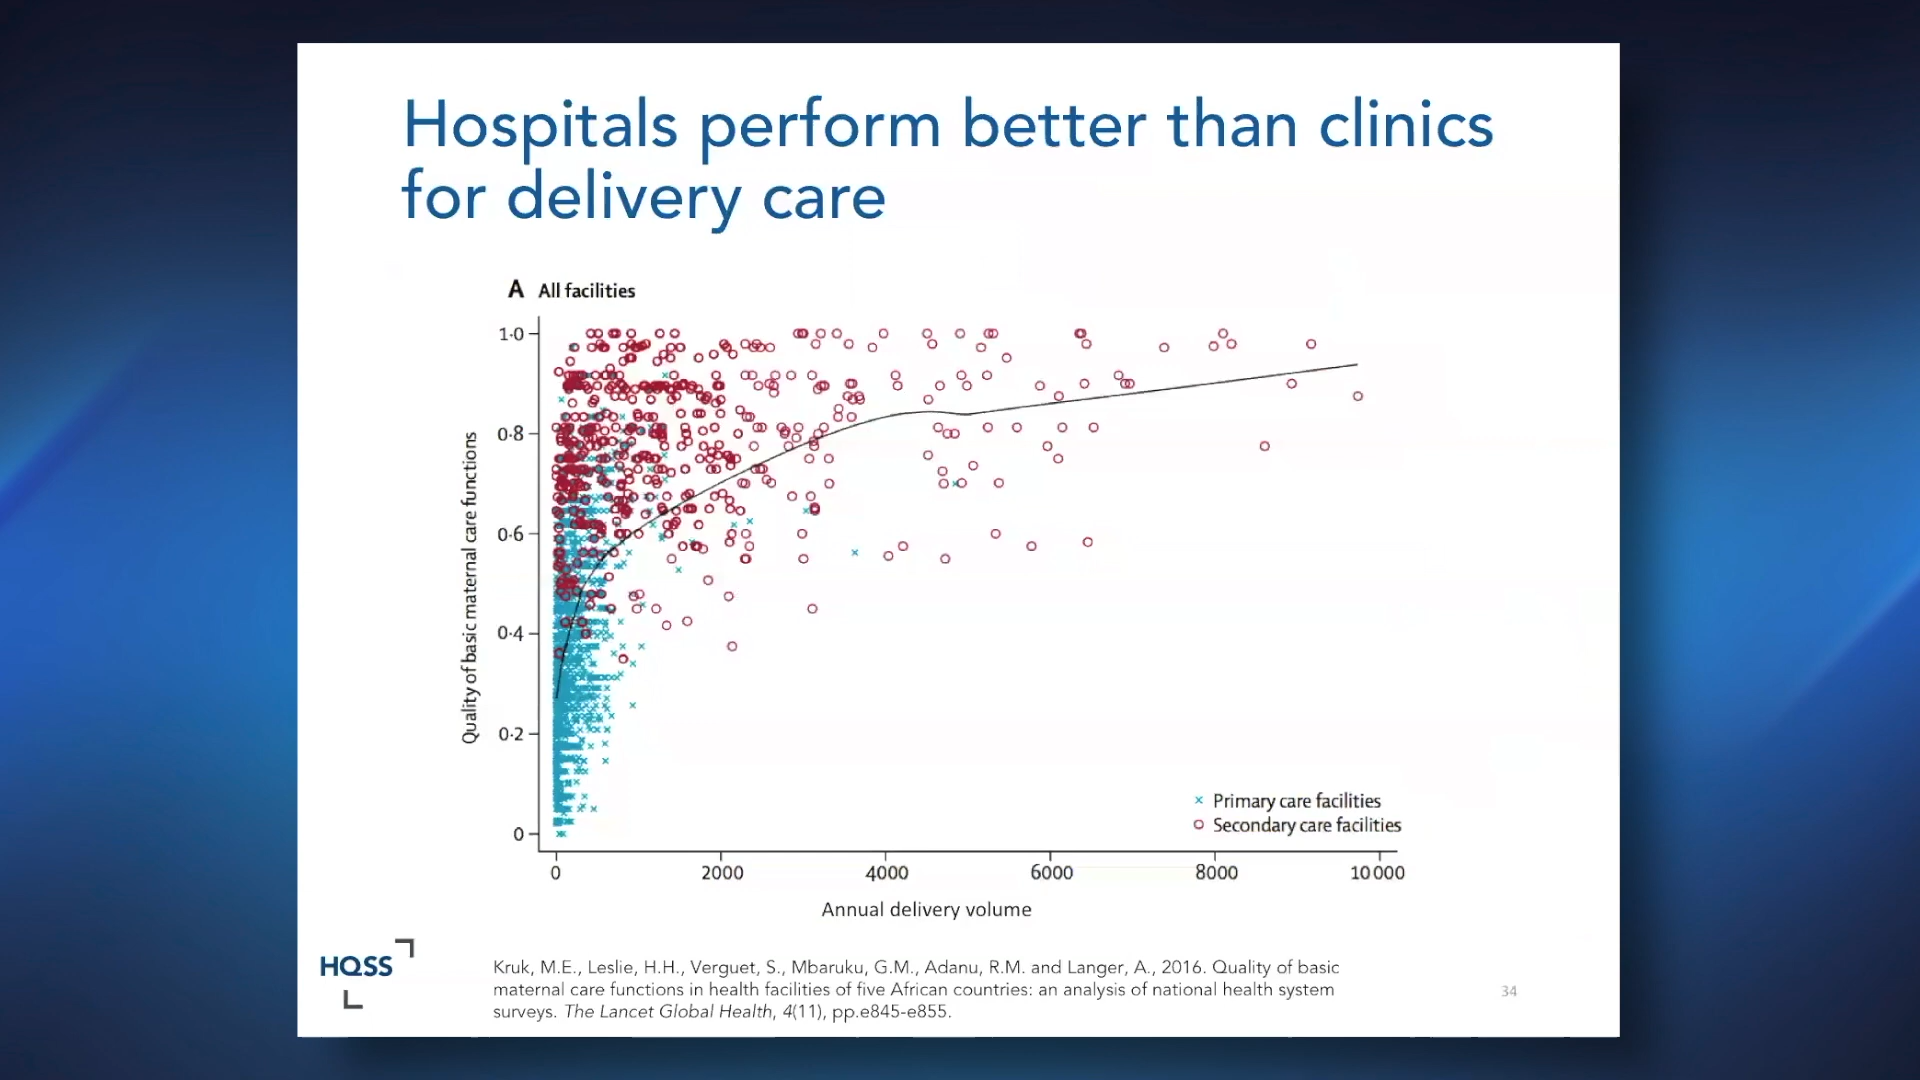 Hospitals perform better than clinics
for delivery care
A All facilities
Quality of basic maternal care functions
1·0
0·8
0·6
0·4
0·2
0
0 2000 4000 6000 8000 10 000
Annual delivery volume
× Primary care facilities
o Secondary care facilities
HQSS
Kruk, M.E., Leslie, H.H., Verguet, S., Mbaruku, G.M., Adanu, R.M. and Langer, A., 2016. Quality of basic
maternal care functions in health facilities of five African countries: an analysis of national health system
surveys. The Lancet Global Health, 4(11), pp.e845-e855.
34